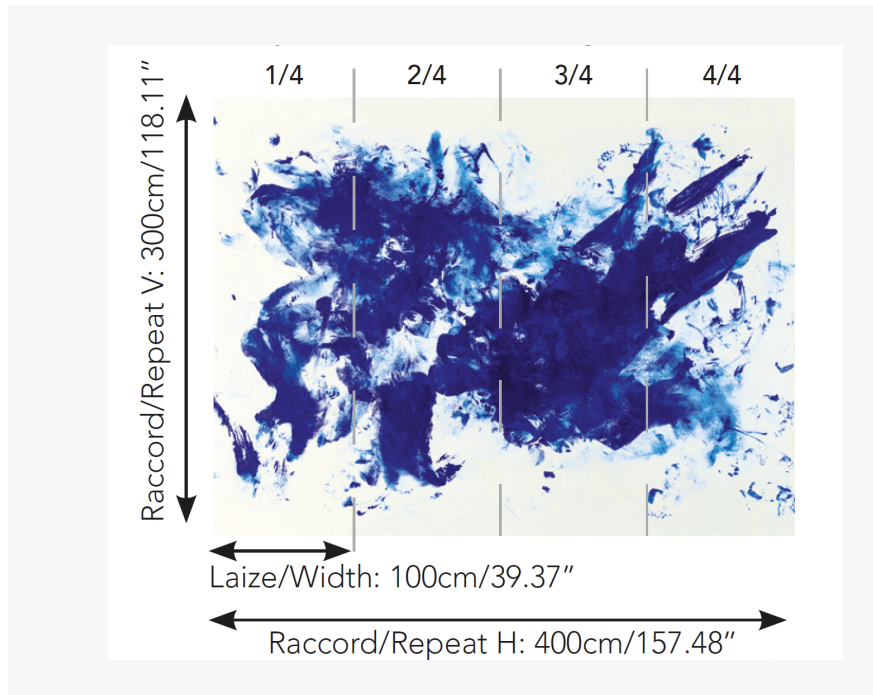 1/4 2/4 3/4 4/4
Raccord/Repeat V: 300cm/118.11”
Laize/Width: 100cm/39.37”
Raccord/Repeat H: 400cm/157.48”